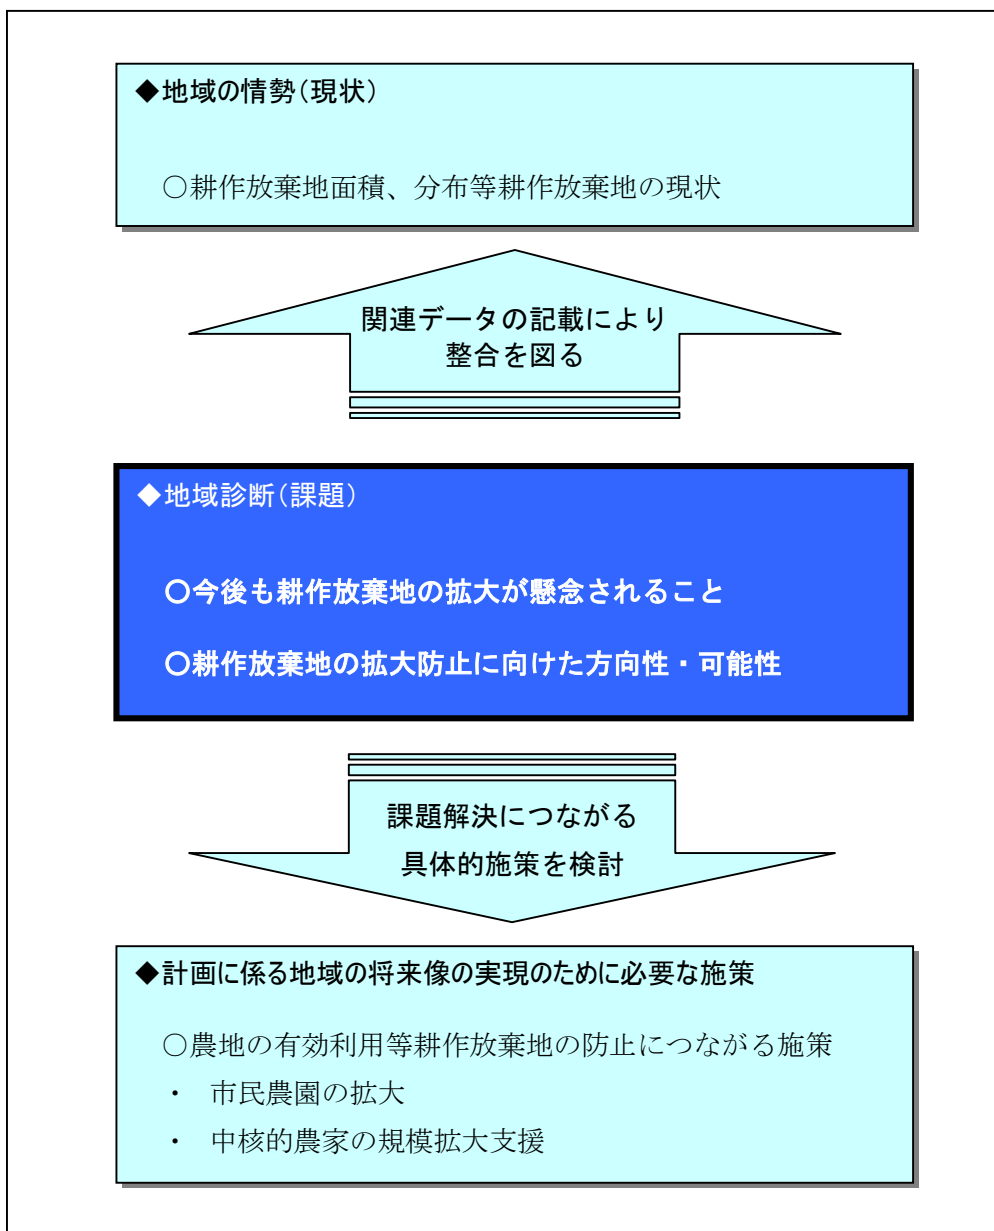 ◆地域の情勢（現状）
○耕作放棄地面積、分布等耕作放棄地の現状
関連データの記載により
整合を図る
◆地域診断（課題）
○今後も耕作放棄地の拡大が懸念されること
○耕作放棄地の拡大防止に向けた方向性・可能性
課題解決につながる
具体的施策を検討
◆計画に係る地域の将来像の実現のために必要な施策
○農地の有効利用等耕作放棄地の防止につながる施策
・ 市民農園の拡大
・ 中核的農家の規模拡大支援